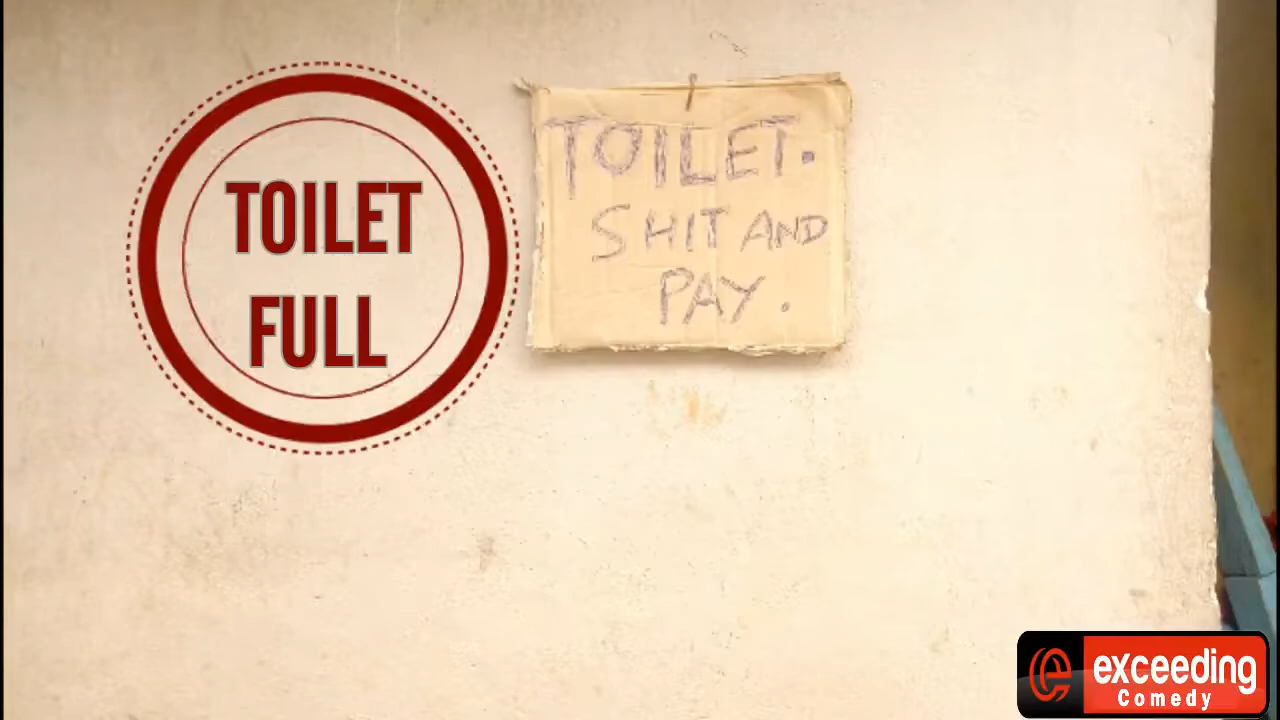 TOILET
FULL
TOILET.
SHIT AND
PAY.
exceeding
Comedy